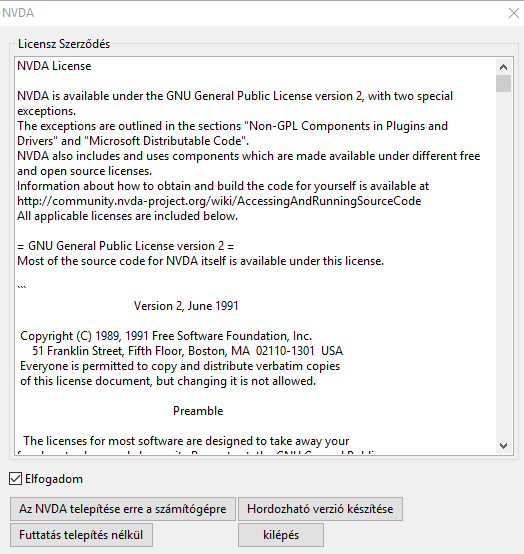 NVDA
Licensz Szerződés
NVDA License
NVDA is available under the GNU General Public License version 2, with two special
exceptions.
The exceptions are outlined in the sections "Non-GPL Components in Plugins and
Drivers" and "Microsoft Distributable Code".
NVDA also includes and uses components which are made available under different free
and open source licenses.
Information about how to obtain and build the code for yourself is available at
http://community.nvda-project.org/wiki/AccessingAndRunningSourceCode
All applicable licenses are included below.
= GNU General Public License version 2 =
Most of the source code for NVDA itself is available under this license.
```
Version 2, June 1991
Copyright (C) 1989, 1991 Free Software Foundation, Inc.
51 Franklin Street, Fifth Floor, Boston, MA  02110-1301  USA
Everyone is permitted to copy and distribute verbatim copies
of this license document, but changing it is not allowed.
Preamble
The licenses for most software are designed to take away your
Elfogadom
Az NVDA telepítése erre a számítógépre
Hordozható verzió készítése
Futtatás telepítés nélkül
kilépés